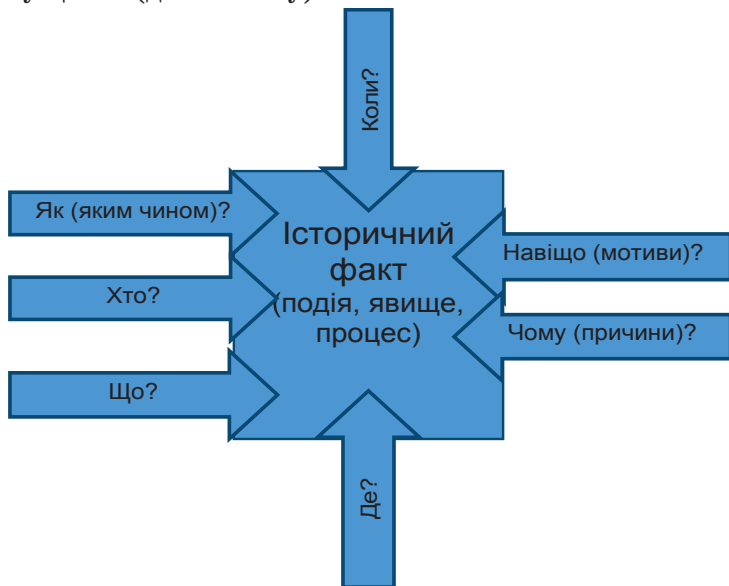 Коли?
Як (яким чином)?
Хто?
Що?
Історичний
факт
(подія, явище,
процес)
Навіщо (мотиви)?
Чому (причини)?
Де?